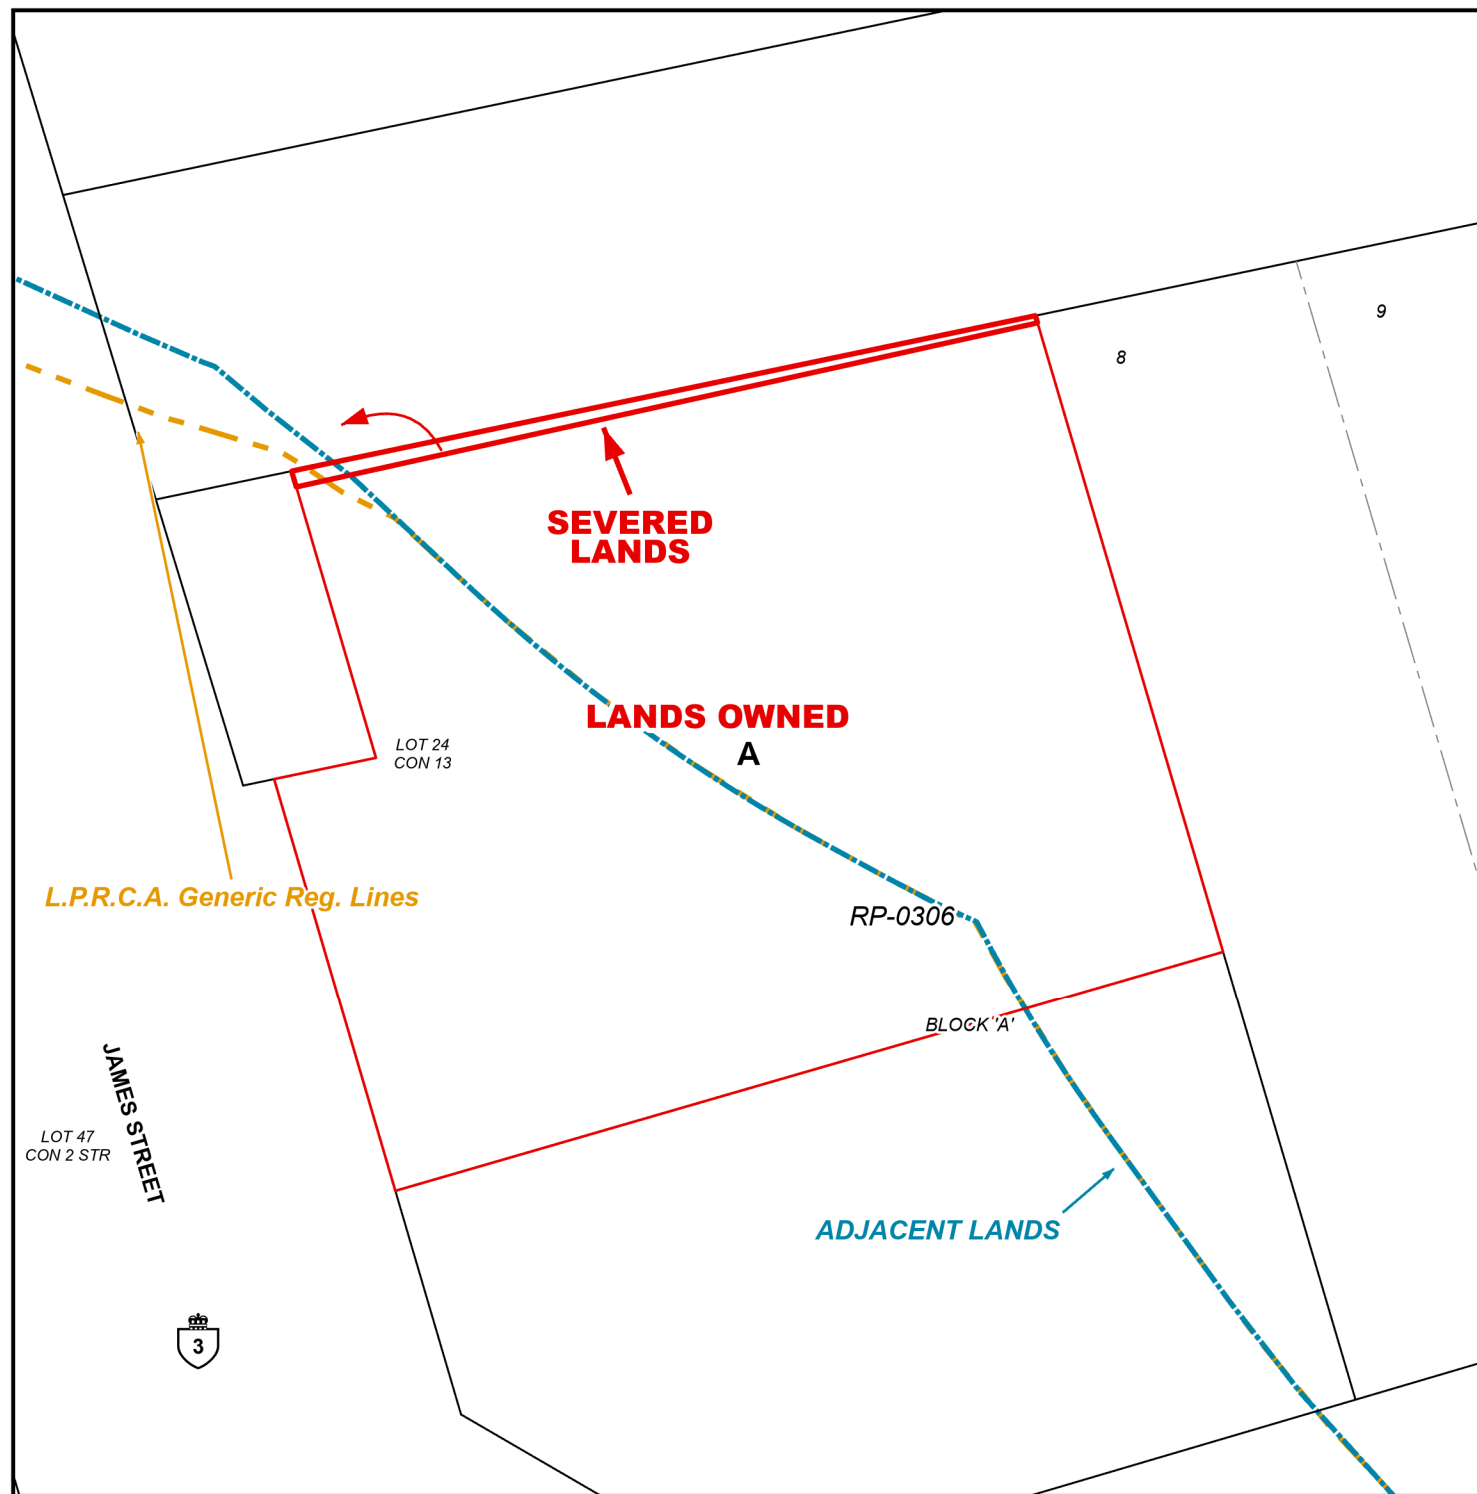 9
8
SEVERED
LANDS
LANDS OWNED
A
LOT 24
CON 13
L.P.R.C.A. Generic Reg. Lines
RP-0306
BLOCK 'A'
JAMES STREET
LOT 47
CON 2 STR
ADJACENT LANDS
3